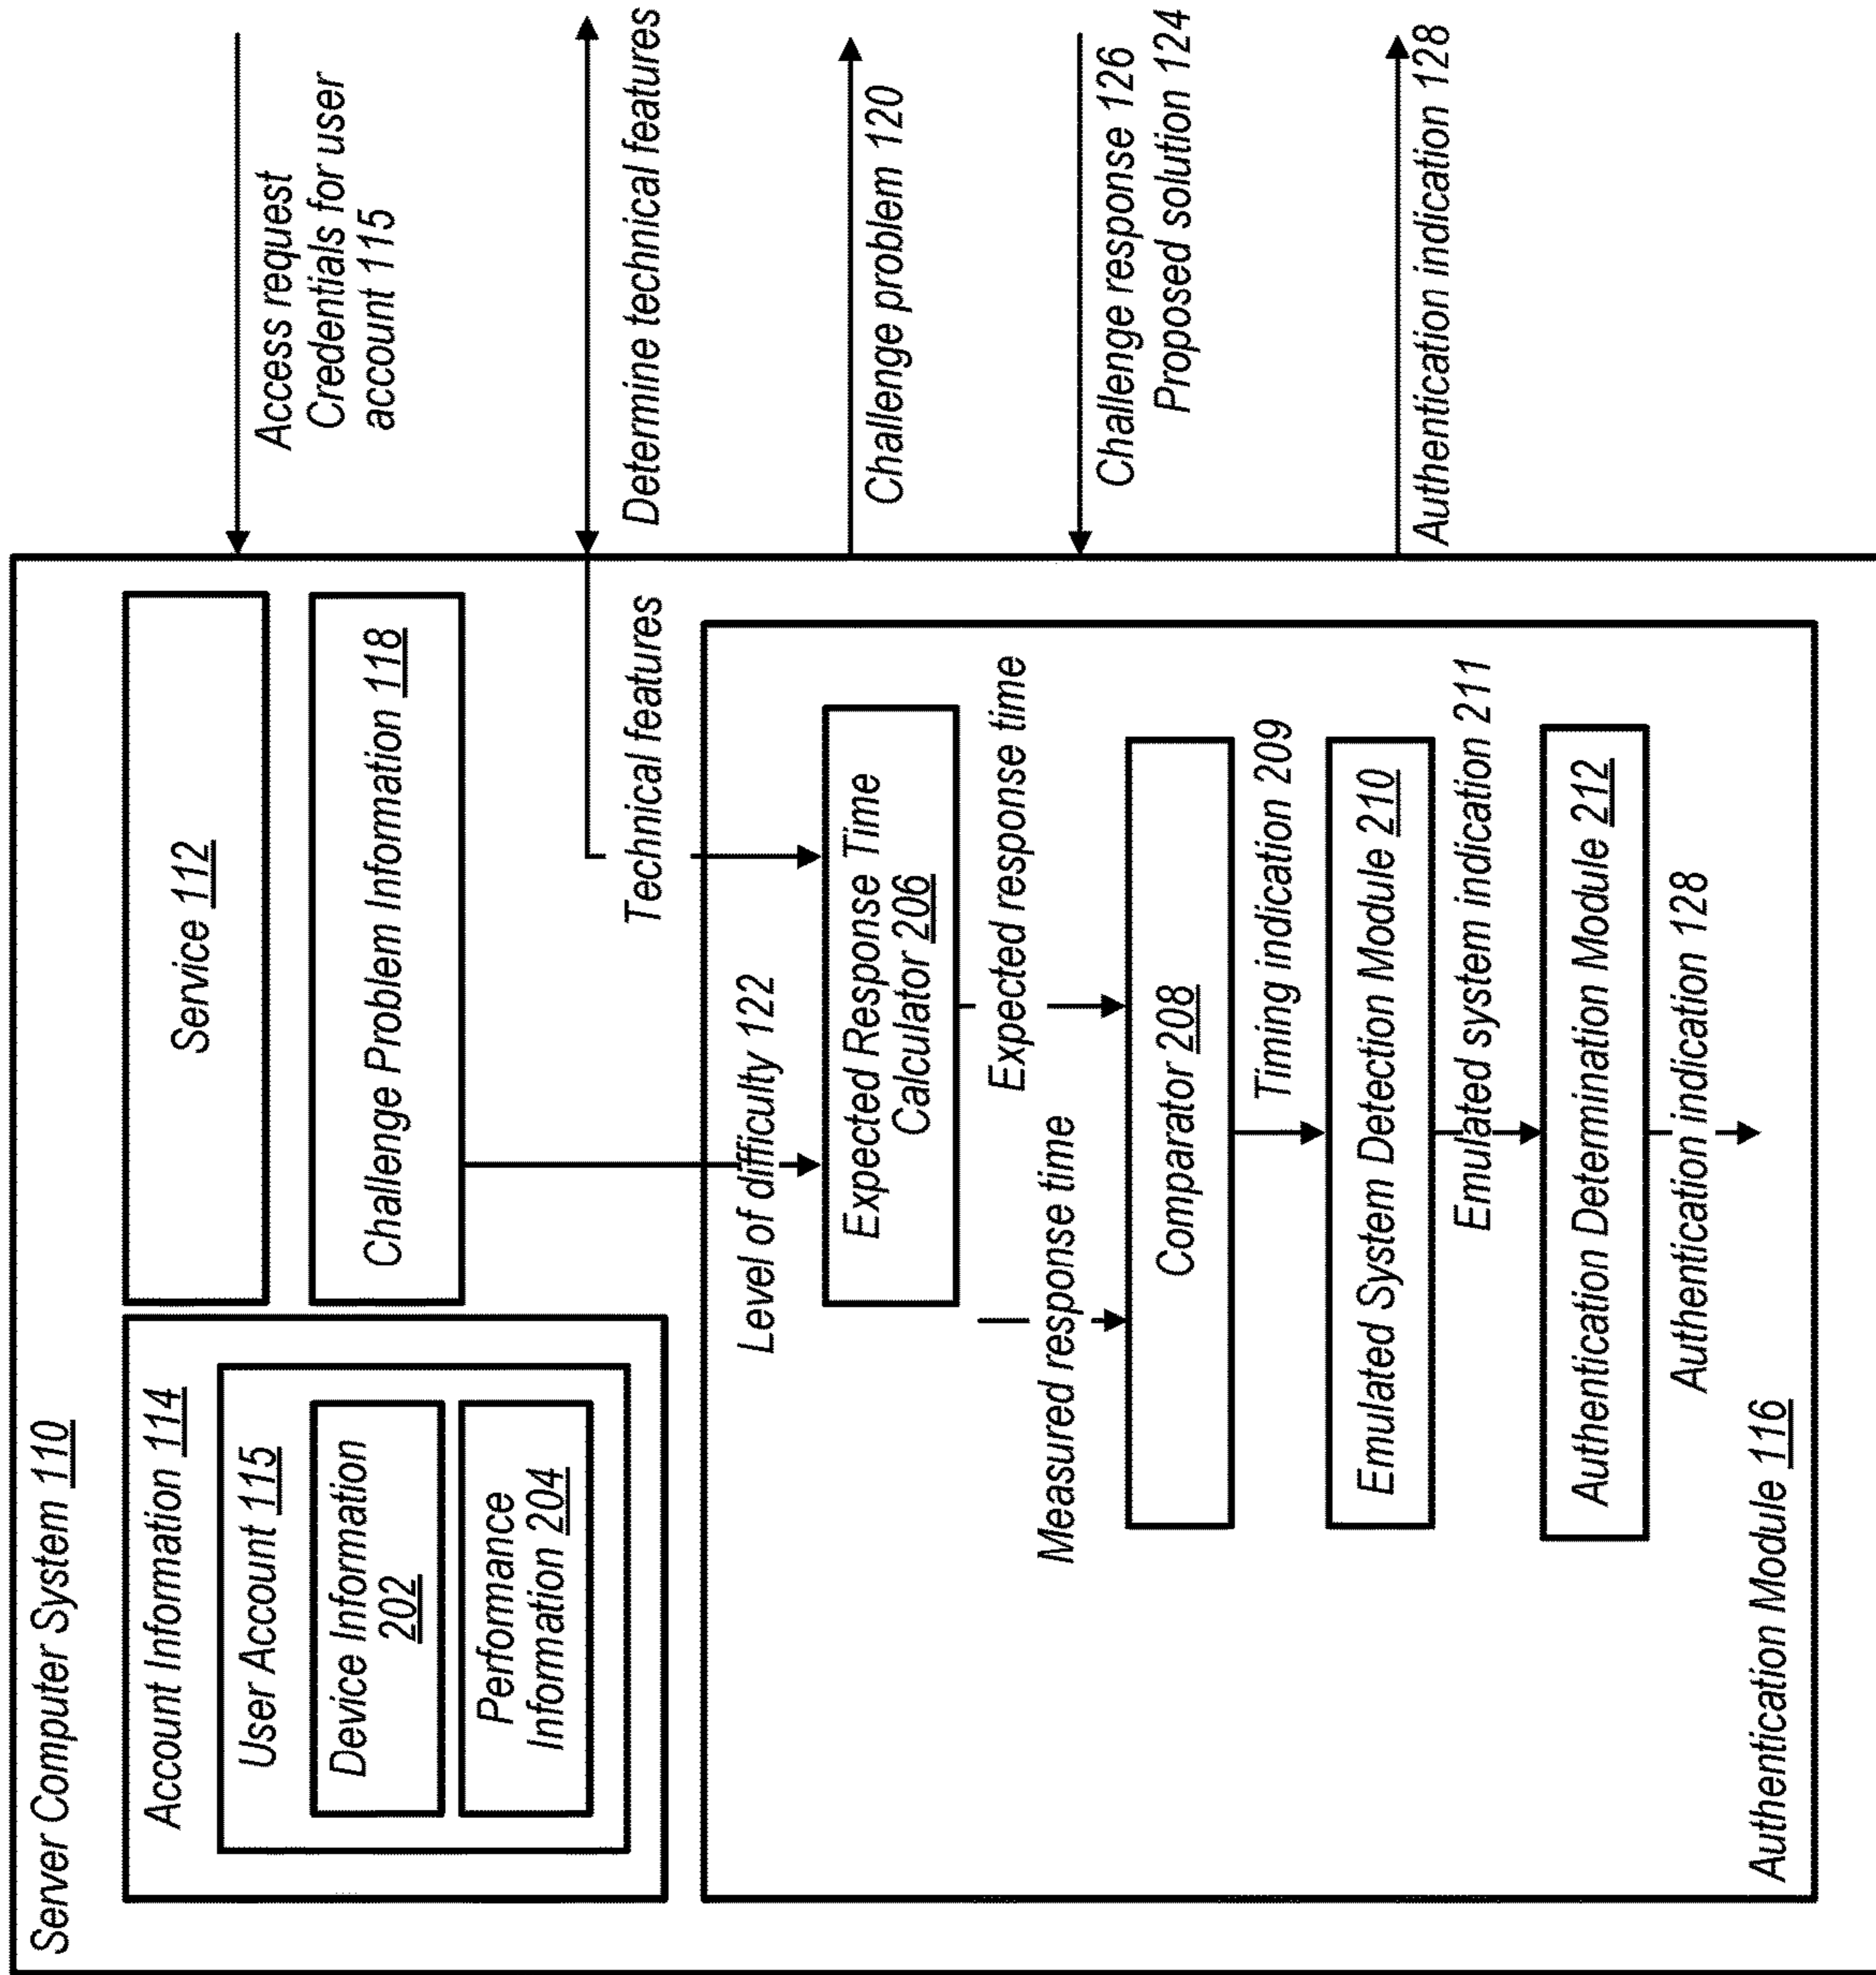 Server Computer System 110
Account Information 114
User Account 115
Device Information
202
Perfomance
Information 204
Service 112
Challenge Problem Information 118
Technical features
Level of difficulty 122
Expected Response Time
Calculator 206
Measured response time
Expected response time
Comparator 208
Timing indication 209
Emulated System Detection Module 210
Emulated system indication 211
Authentication Determination Module 212
Authentication indication 128
Authentication Module 116
Access request
Credentials for user
account 115
Determine technical features
Challenge problem 120
Challenge response 126
Proposed solution 124
Authentication indication 128